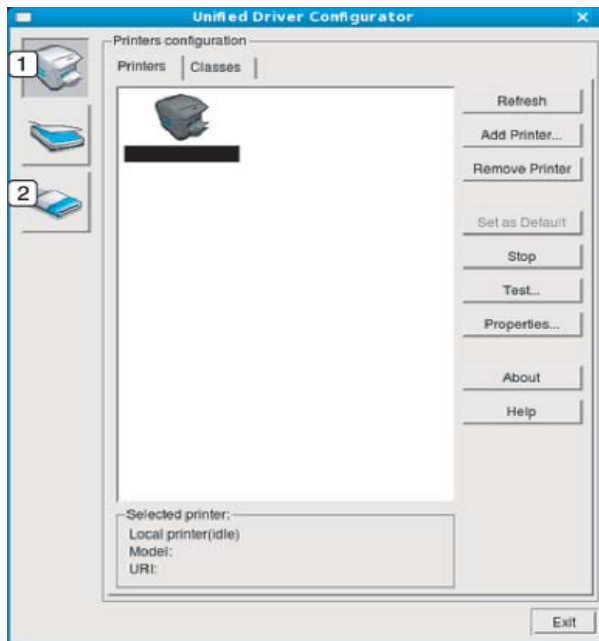 Unified Driver Configurator
1
2
Printers configuration
Printers
Classes
Refresh
Add Printer...
Remove Printer
Set as Default
Stop
Test...
Properties...
About
Help
Selected printer:
Local printer(idle)
Model:
URI:
Exit